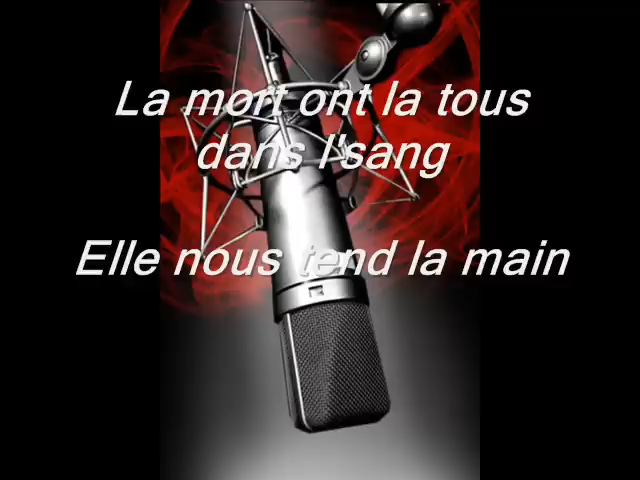 La mort ont la tous
dans l'sang
Elle nous tend la main